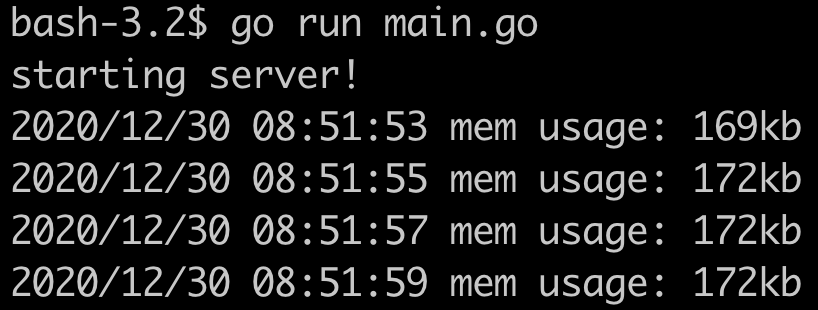 bash-3.2$ go run main.go
starting server!
2020/12/30 08:51:53 mem usage: 169kb
2020/12/30 08:51:55 mem usage: 172kb
2020/12/30 08:51:57 mem usage: 172kb
2020/12/30 08:51:59 mem usage: 172kb